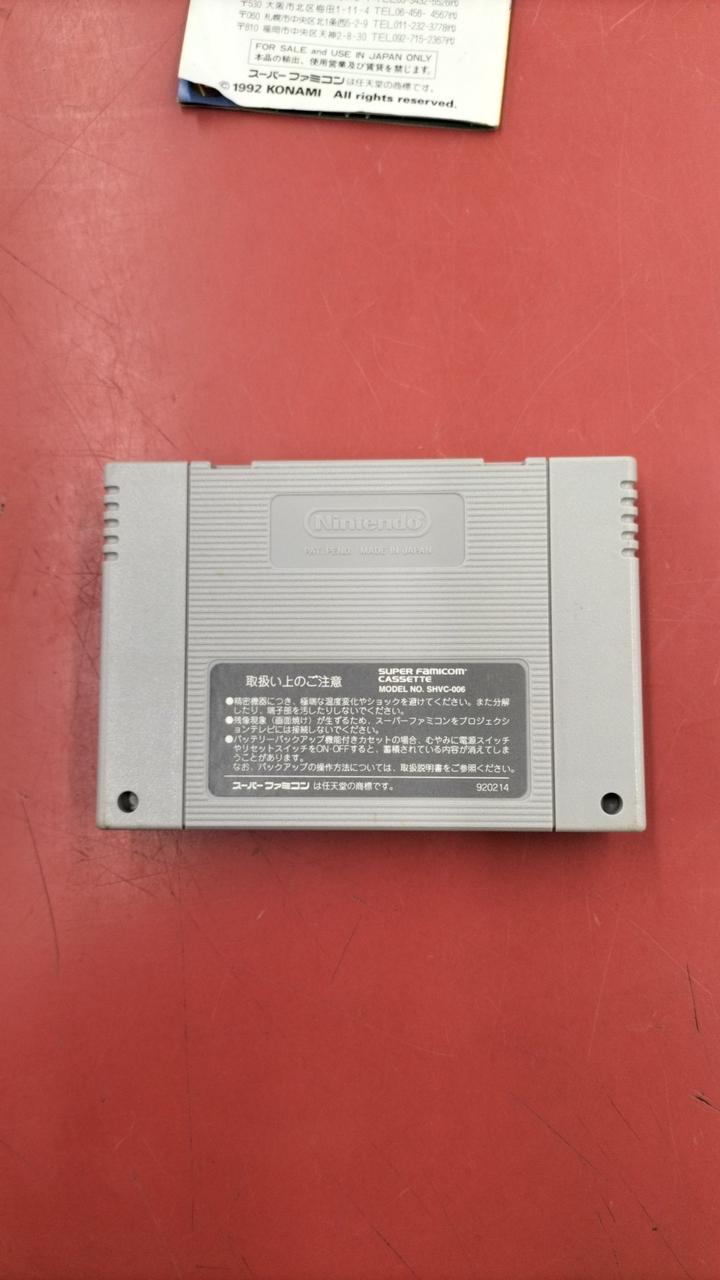 〒530 大阪市北区梅田1-11-4 TEL06-456-4567㈹
〒060 札幌市中央区北1条西5-2-9 TEL011-232-3778㈹
〒810 福岡市中央区天神2-8-30 TEL092-715-2367㈹
FOR SALE and USE IN JAPAN ONLY
本品の輸出、使用営業及び賃貸を禁じます。
スーパーファミコンは任天堂の商標です。
©1992 KONAMI All rights reserved.
Nintendo
PAT. PEND. MADE IN JAPAN
取扱い上のご注意
SUPER FAMICOM
CASSETTE
MODEL NO. SHVC-006
●精密機器につき、極端な温度変化やショックを避けてください。また分解
したり、端子部を汚したりしないでください。
●残像現象（画面焼け）が生ずるため、スーパーファミコンをプロジェクシ
ョンテレビには接続しないでください。
●バッテリーバックアップ機能付きカセットの場合、むやみに電源スイッチ
やリセットスイッチをON・OFFすると、蓄積されている内容が消えてしま
うことがあります。
なお、バックアップの操作方法については、取扱説明書をご参照ください。
スーパーファミコンは任天堂の商標です。
920214